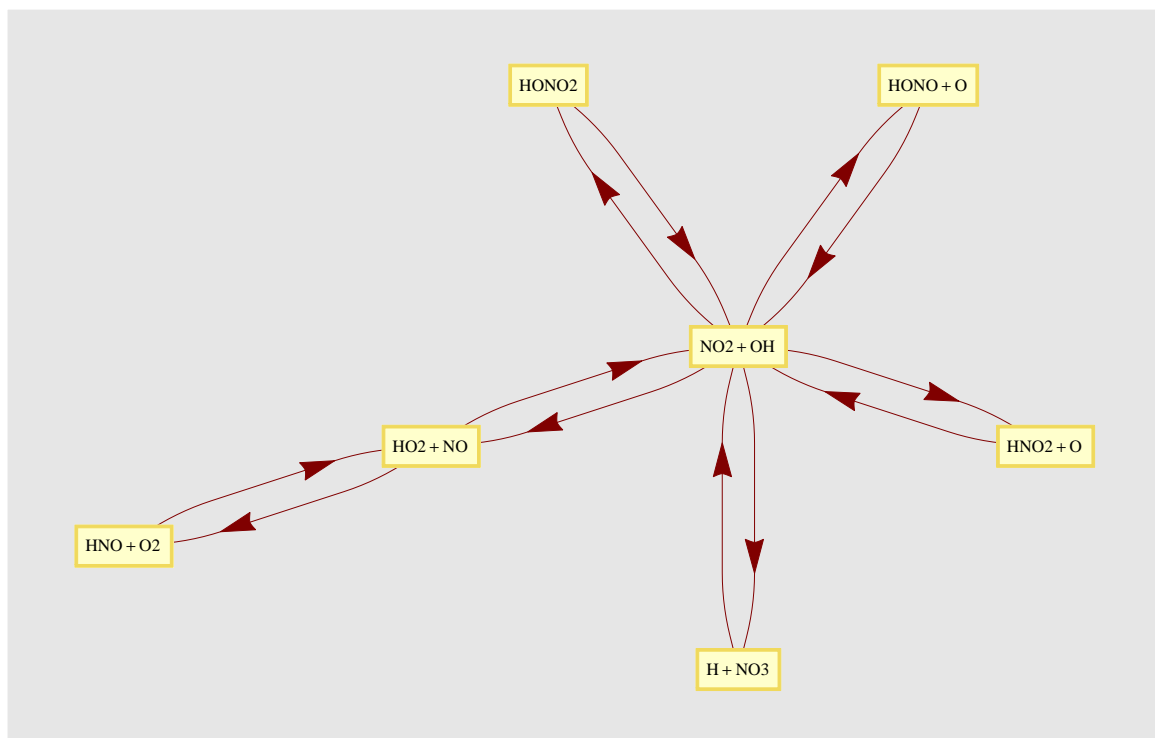 HONO2
HONO + O
NO2 + OH
HO2 + NO
HNO2 + O
HNO + O2
H + NO3